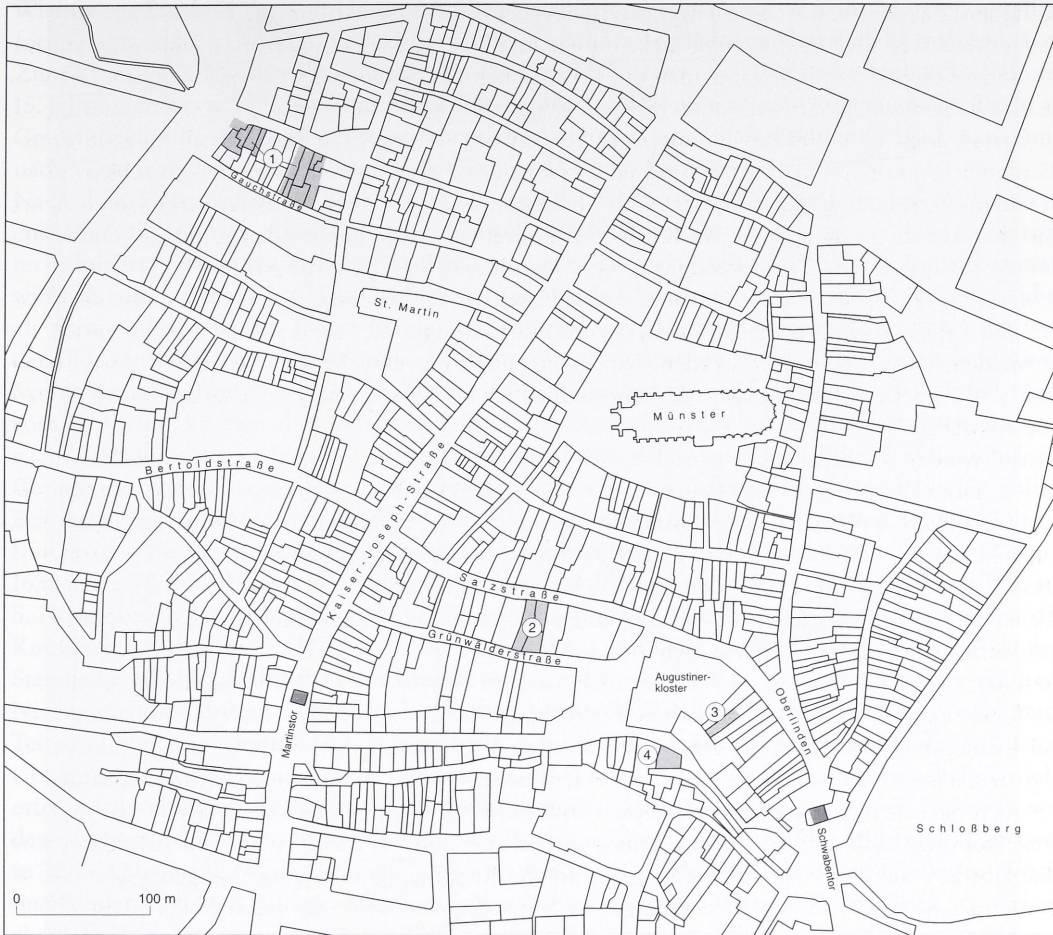 1
Gauchstraße
St. Martin
Münster
Bertoldstraße
Kaiser-Joseph-Straße
Salzstraße
2
Grünwälderstraße
Augustiner-
kloster
3
Oberlinden
Martinstor
4
Schwabentor
Schloßberg
0 100 m